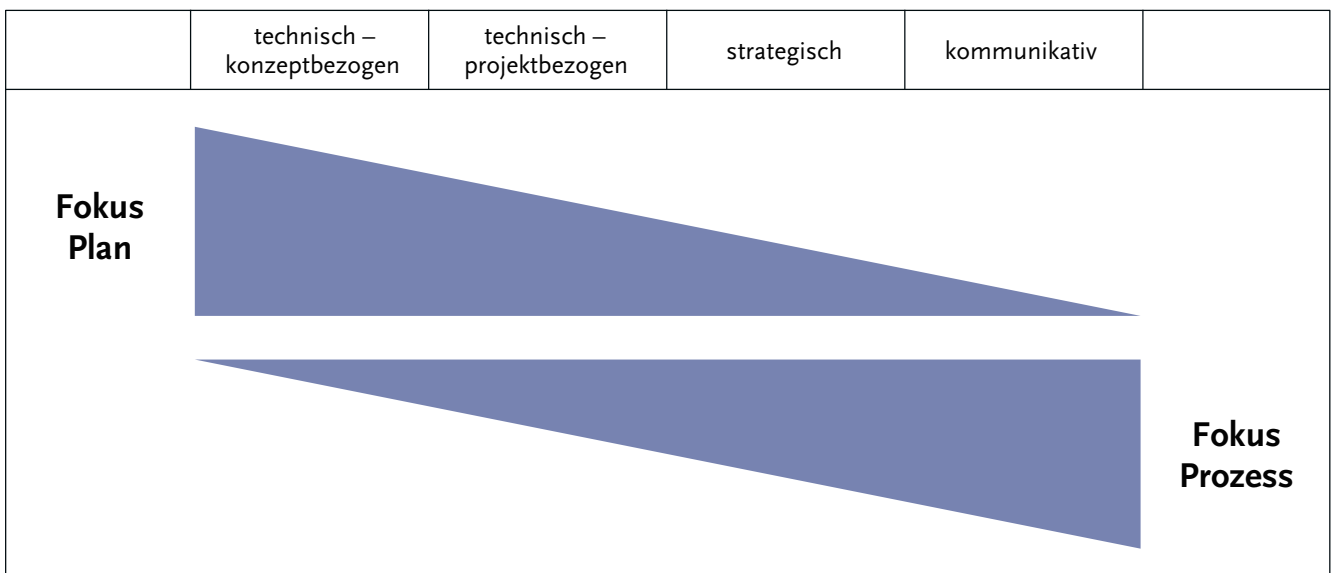 technisch –
konzeptbezogen
technisch –
projektbezogen
strategisch
kommunikativ
Fokus
Plan
Fokus
Prozess